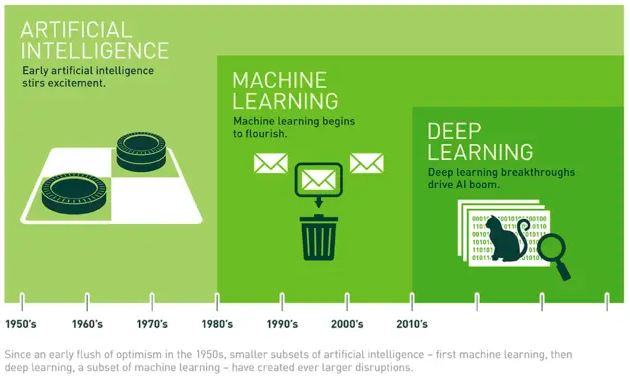 ARTIFICIAL
INTELLIGENCE
Early artificial intelligence
stirs excitement.
MACHINE
LEARNING
Machine learning begins
to flourish.
DEEP
LEARNING
Deep learning breakthroughs
drive AI boom.
1950's 1960's 1970's 1980's 1990's 2000's 2010's
Since an early flush of optimism in the 1950s, smaller subsets of artificial intelligence – first machine learning, then
deep learning, a subset of machine learning – have created ever larger disruptions.